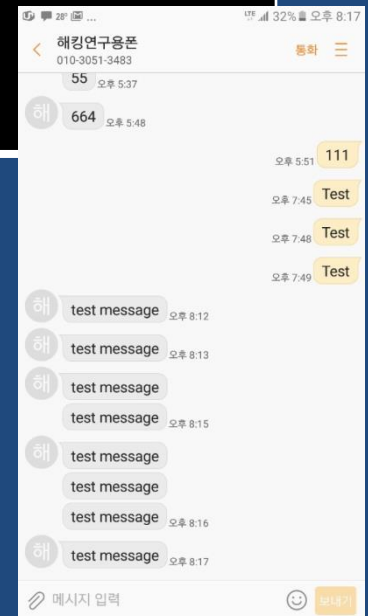 28° ...
LTE 32% 오후 8:17
해킹연구용폰
통화
010-3051-3483
55 오후 5:37
해 664 오후 5:48
오후 5:51 111
오후 7:45 Test
오후 7:48 Test
오후 7:49 Test
해 test message 오후 8:12
해 test message 오후 8:13
해 test message
test message 오후 8:15
해 test message
test message
test message 오후 8:16
해 test message 오후 8:17
메시지 입력
보내기